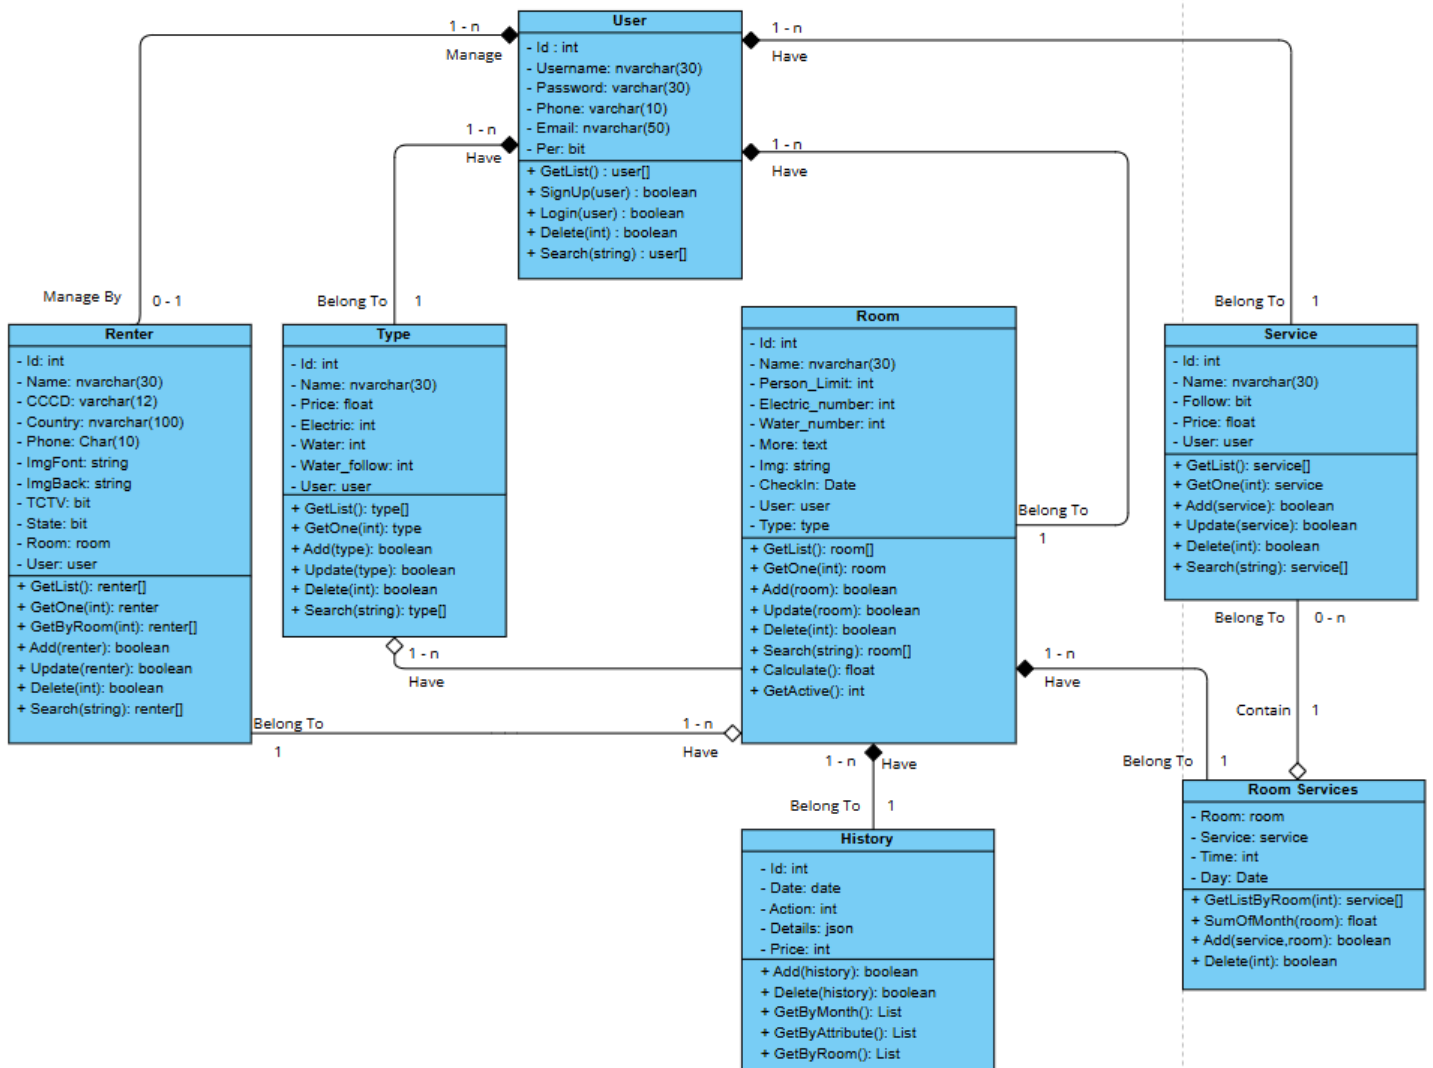 User
- Id : int
- Username: nvarchar(30)
- Password: varchar(30)
- Phone: varchar(10)
- Email: nvarchar(50)
- Per: bit
+ GetList() : user[]
+ SignUp(user) : boolean
+ Login(user) : boolean
+ Delete(int) : boolean
+ Search(string) : user[]
1 - n
Manage
1 - n
Have
1 - n
Have
1 - n
Have
Manage By
0 - 1
Belong To
1
Belong To
1
Renter
- Id: int
- Name: nvarchar(30)
- CCCD: varchar(12)
- Country: nvarchar(100)
- Phone: Char(10)
- ImgFont: string
- ImgBack: string
- TCTV: bit
- State: bit
- Room: room
- User: user
+ GetList(): renter[]
+ GetOne(int): renter
+ GetByRoom(int): renter[]
+ Add(renter): boolean
+ Update(renter): boolean
+ Delete(int): boolean
+ Search(string): renter[]
Type
- Id: int
- Name: nvarchar(30)
- Price: float
- Electric: int
- Water: int
- Water_follow: int
- User: user
+ GetList(): type[]
+ GetOne(int): type
+ Add(type): boolean
+ Update(type): boolean
+ Delete(int): boolean
+ Search(string): type[]
Room
- Id: int
- Name: nvarchar(30)
- Person_Limit: int
- Electric_number: int
- Water_number: int
- More: text
- Img: string
- CheckIn: Date
- User: user
- Type: type
+ GetList(): room[]
+ GetOne(int): room
+ Add(room): boolean
+ Update(room): boolean
+ Delete(int): boolean
+ Search(string): room[]
+ Calculate(): float
+ GetActive(): int
Belong To
1
Service
- Id: int
- Name: nvarchar(30)
- Follow: bit
- Price: float
- User: user
+ GetList(): service[]
+ GetOne(int): service
+ Add(service): boolean
+ Update(service): boolean
+ Delete(int): boolean
+ Search(string): service[]
Belong To
0 - n
1 - n
Have
1 - n
Have
Contain
1
Belong To
1
1 - n
Have
1 - n
Have
Belong To
1
Belong To
1
Room Services
- Room: room
- Service: service
- Time: int
- Day: Date
+ GetListByRoom(int): service[]
+ SumOfMonth(room): float
+ Add(service,room): boolean
+ Delete(int): boolean
History
- Id: int
- Date: date
- Action: int
- Details: json
- Price: int
+ Add(history): boolean
+ Delete(history): boolean
+ GetByMonth(): List
+ GetByAttribute(): List
+ GetByRoom(): List